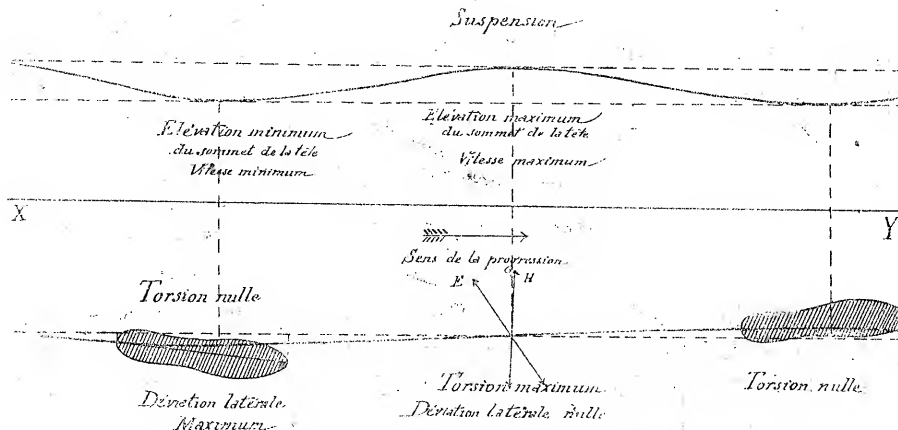 Suspension
Elévation minimum
du sommet de la tête
Vitesse minimum
Elévation maximum
du sommet de la tête
Vitesse maximum
X
Y
Sens de la progression
E
H
Torsion nulle
Déviation latérale
Maximum
Torsion maximum
Déviation latérale nulle
Torsion nulle